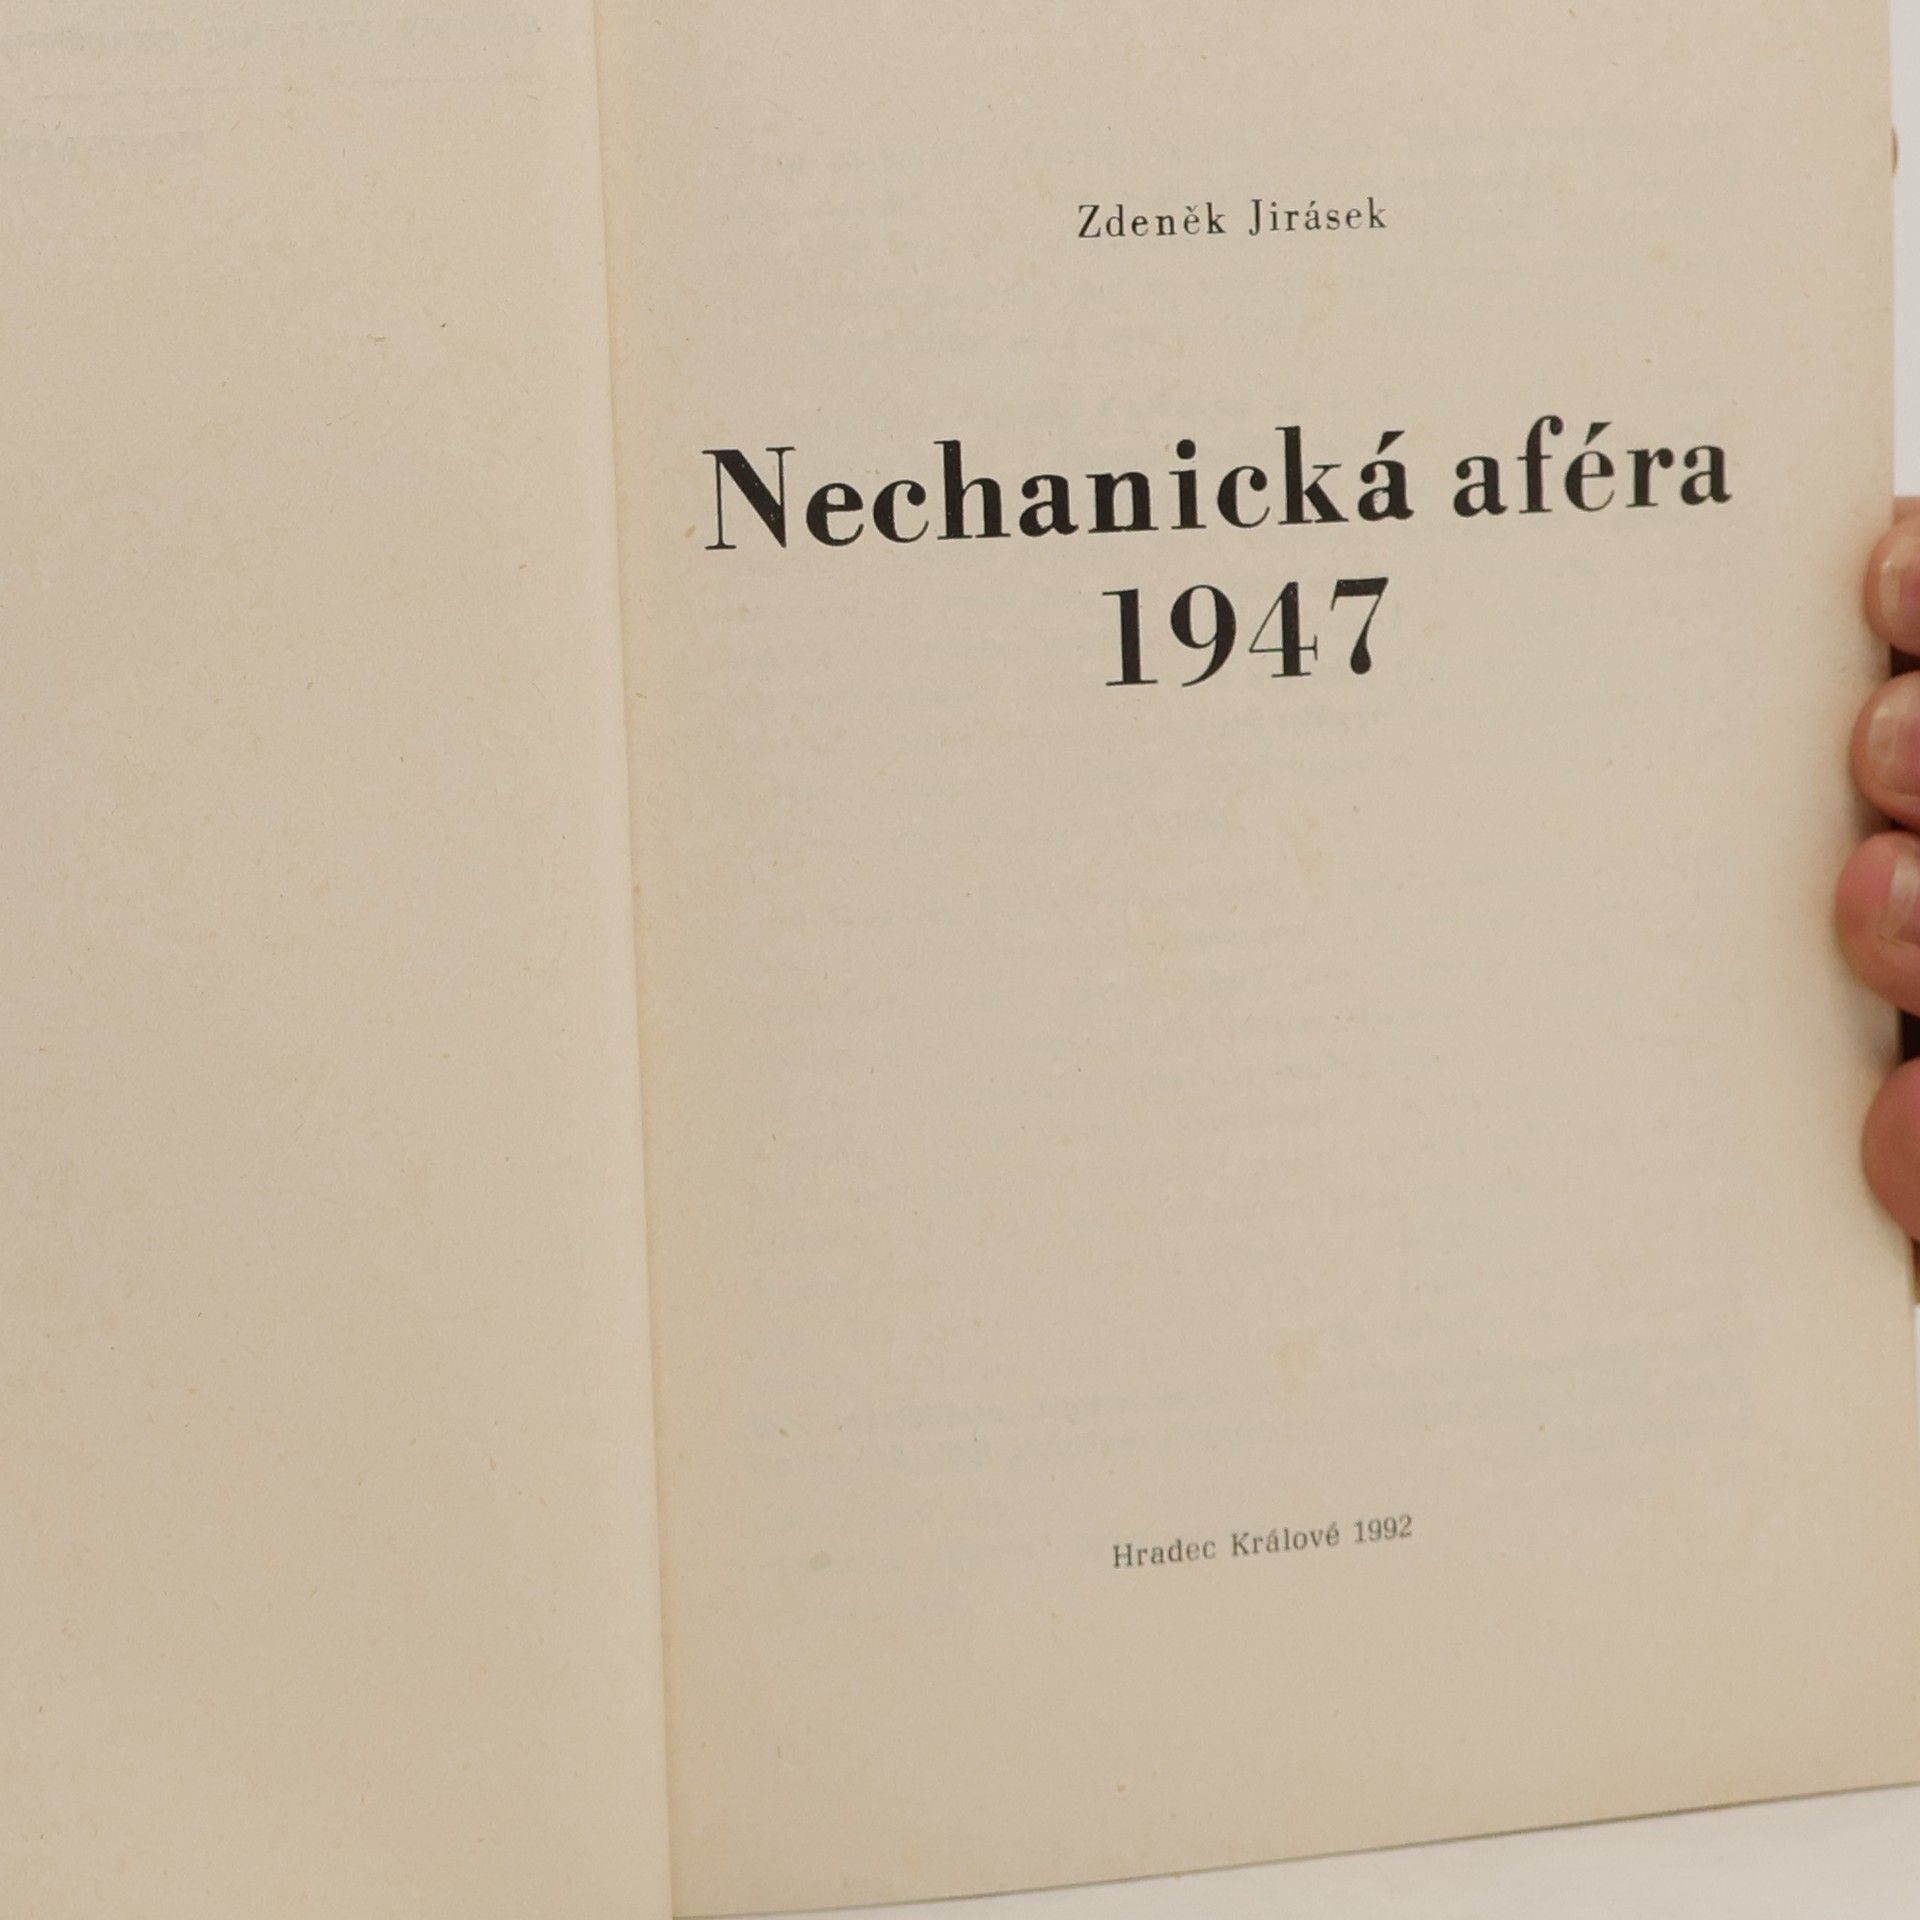 Zdeněk Jirásek
Nechanická aféra
1947
Hradec Králové 1992